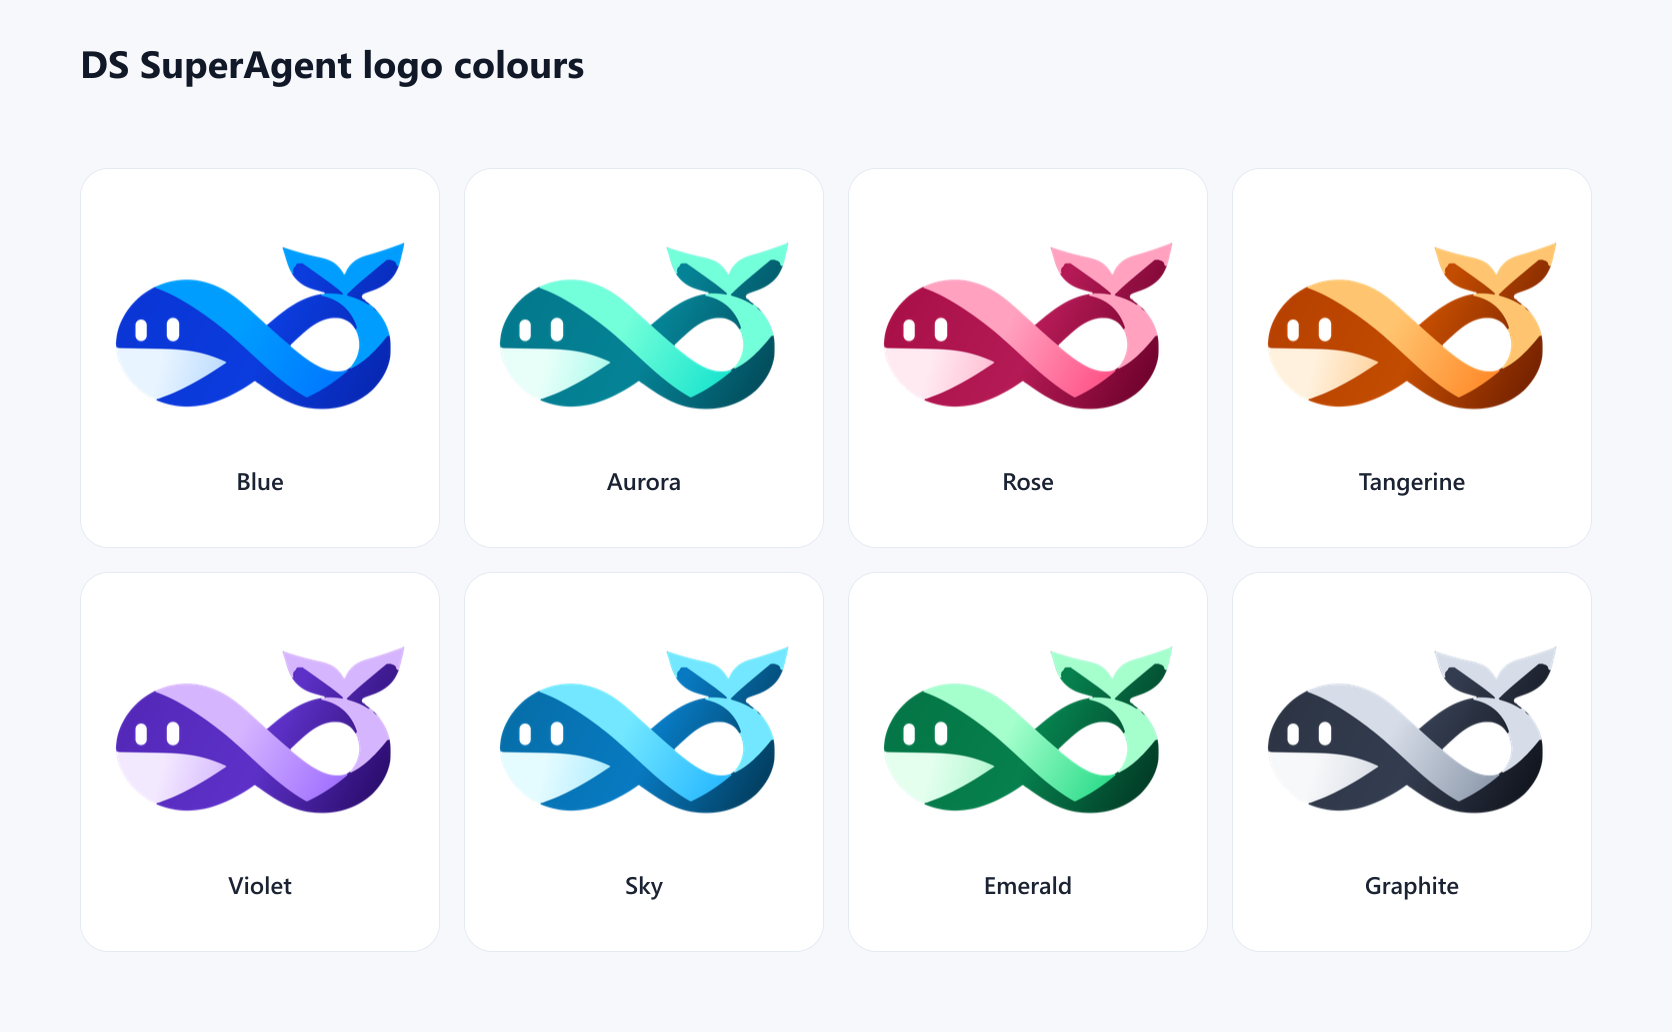 DS SuperAgent logo colours
Blue
Aurora
Rose
Tangerine
Violet
Sky
Emerald
Graphite